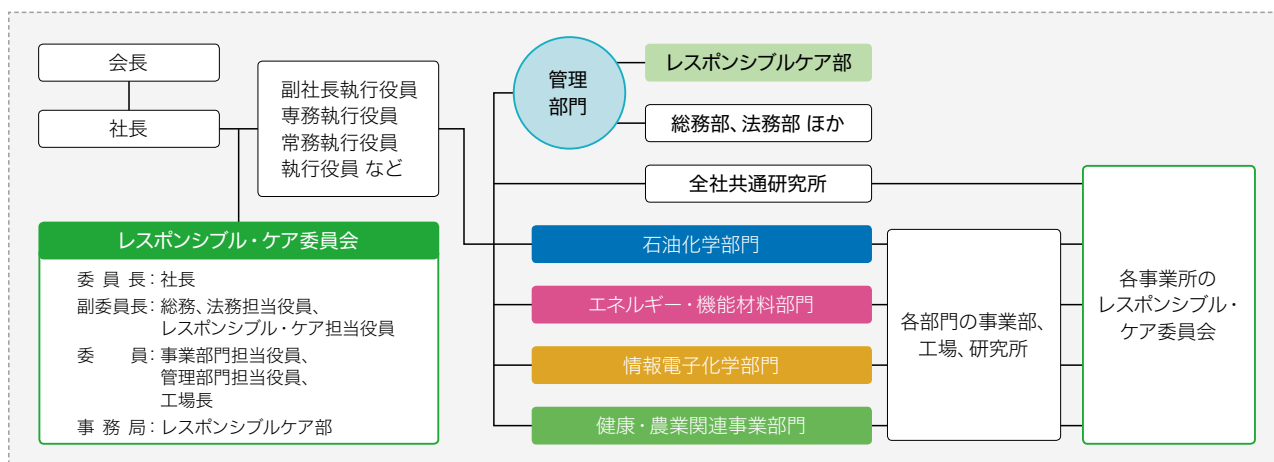 会長
社長
副社長執行役員
専務執行役員
常務執行役員
執行役員 など
レスポンシブル・ケア委員会
委員長：社長
副委員長：総務、法務担当役員、
レスポンシブル・ケア担当役員
委員：事業部門担当役員、
管理部門担当役員、
工場長
事務局：レスポンシブルケア部
管理
部門
レスポンシブルケア部
総務部、法務部 ほか
全社共通研究所
石油化学部門
エネルギー・機能材料部門
情報電子化学部門
健康・農業関連事業部門
各部門の事業部、
工場、研究所
各事業所の
レスポンシブル・
ケア委員会